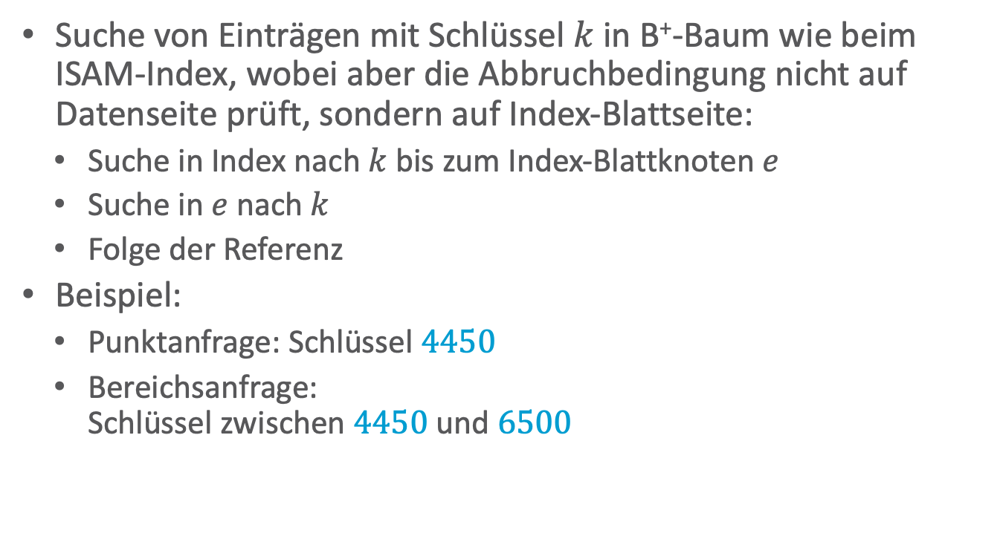 • Suche von Einträgen mit Schlüssel k in B⁺-Baum wie beim
ISAM-Index, wobei aber die Abbruchbedingung nicht auf
Datenseite prüft, sondern auf Index-Blattseite:
• Suche in Index nach k bis zum Index-Blattknoten e
• Suche in e nach k
• Folge der Referenz
• Beispiel:
• Punktanfrage: Schlüssel 4450
• Bereichsanfrage:
Schlüssel zwischen 4450 und 6500